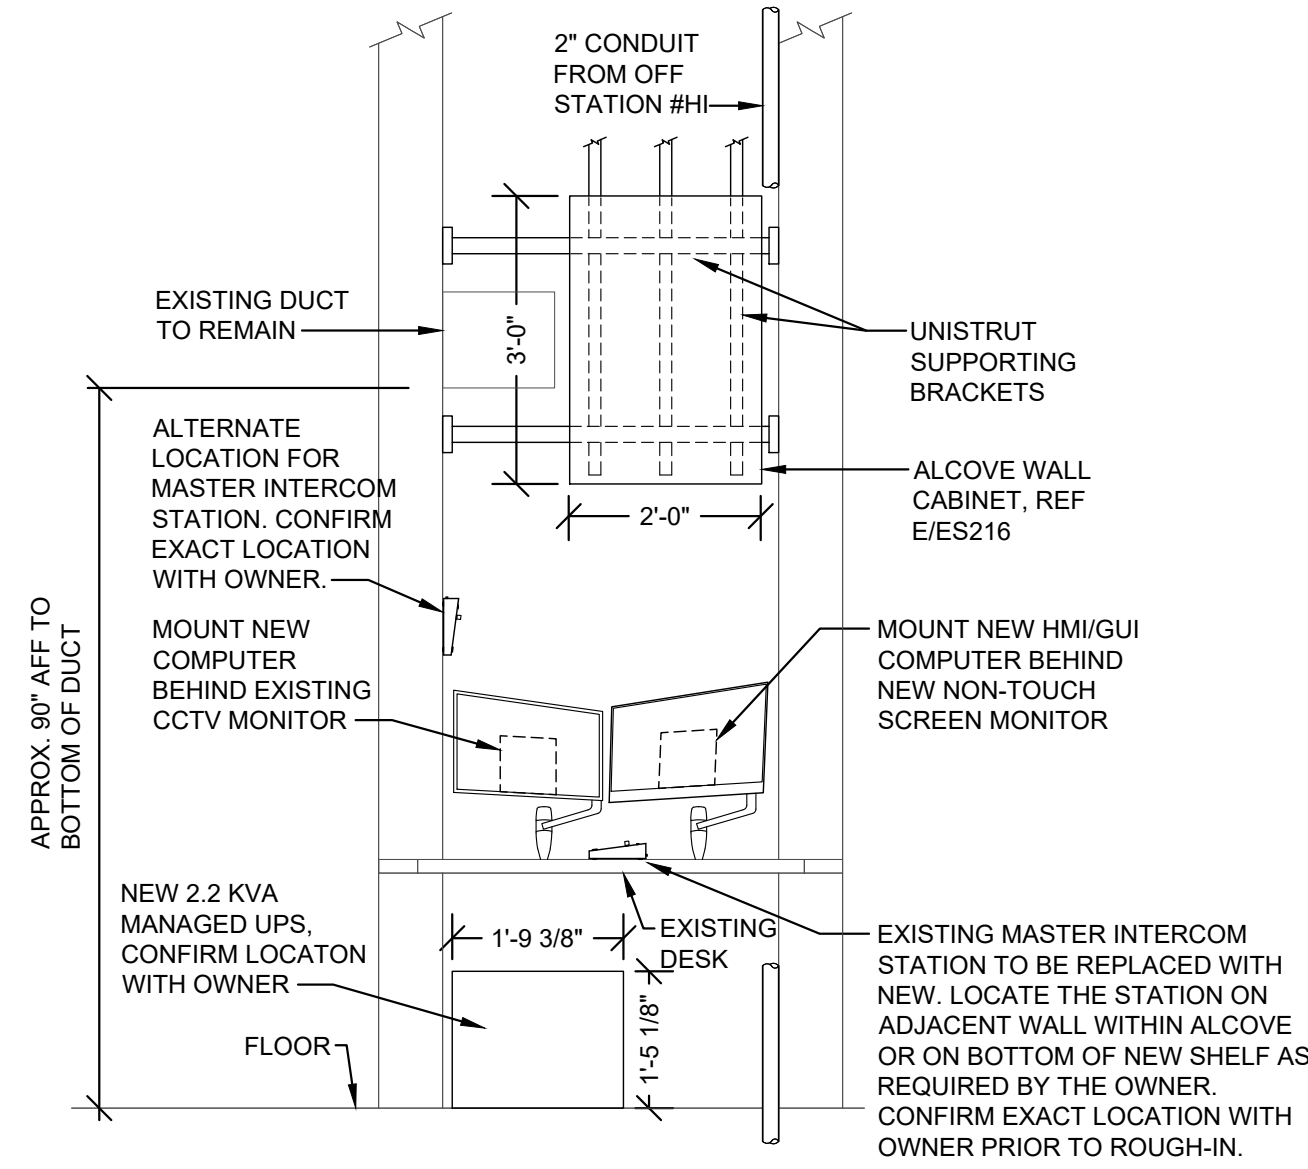 2" CONDUIT
FROM OFF
STATION #HI
EXISTING DUCT
TO REMAIN
3'-0"
UNISTRUT
SUPPORTING
BRACKETS
ALTERNATE
LOCATION FOR
MASTER INTERCOM
STATION. CONFIRM
EXACT LOCATION
WITH OWNER.
ALCOVE WALL
CABINET, REF
E/ES216
2'-0"
APPROX. 90" AFF TO
BOTTOM OF DUCT
MOUNT NEW
COMPUTER
BEHIND EXISTING
CCTV MONITOR
MOUNT NEW HMI/GUI
COMPUTER BEHIND
NEW NON-TOUCH
SCREEN MONITOR
NEW 2.2 KVA
MANAGED UPS,
CONFIRM LOCATON
WITH OWNER
1'-9 3/8"
EXISTING
DESK
1'-5 1/8"
EXISTING MASTER INTERCOM
STATION TO BE REPLACED WITH
NEW. LOCATE THE STATION ON
ADJACENT WALL WITHIN ALCOVE
OR ON BOTTOM OF NEW SHELF AS
REQUIRED BY THE OWNER.
CONFIRM EXACT LOCATION WITH
OWNER PRIOR TO ROUGH-IN.
FLOOR